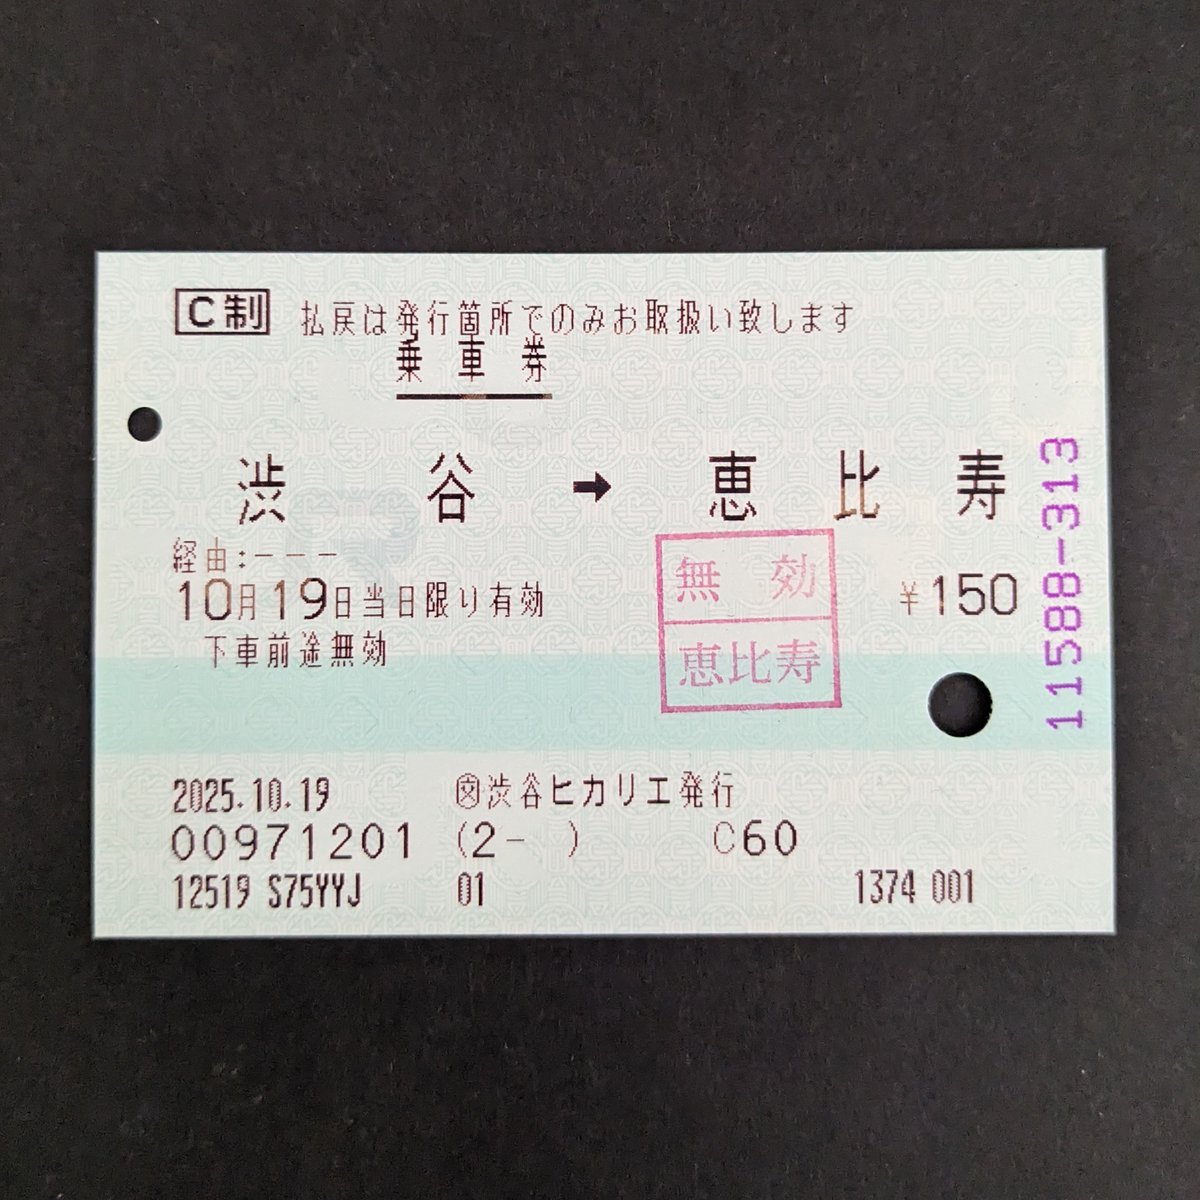 C制 払戻は発行箇所でのみお取扱い致します
乗車券
渋谷 → 恵比寿
経由:---
10月19日当日限り有効
¥150
下車前途無効
無効
恵比寿
11588-313
2025.10.19 ㊋渋谷ヒカリエ発行
00971201 (2- ) C60
12519 S75YYJ 01 1374 001